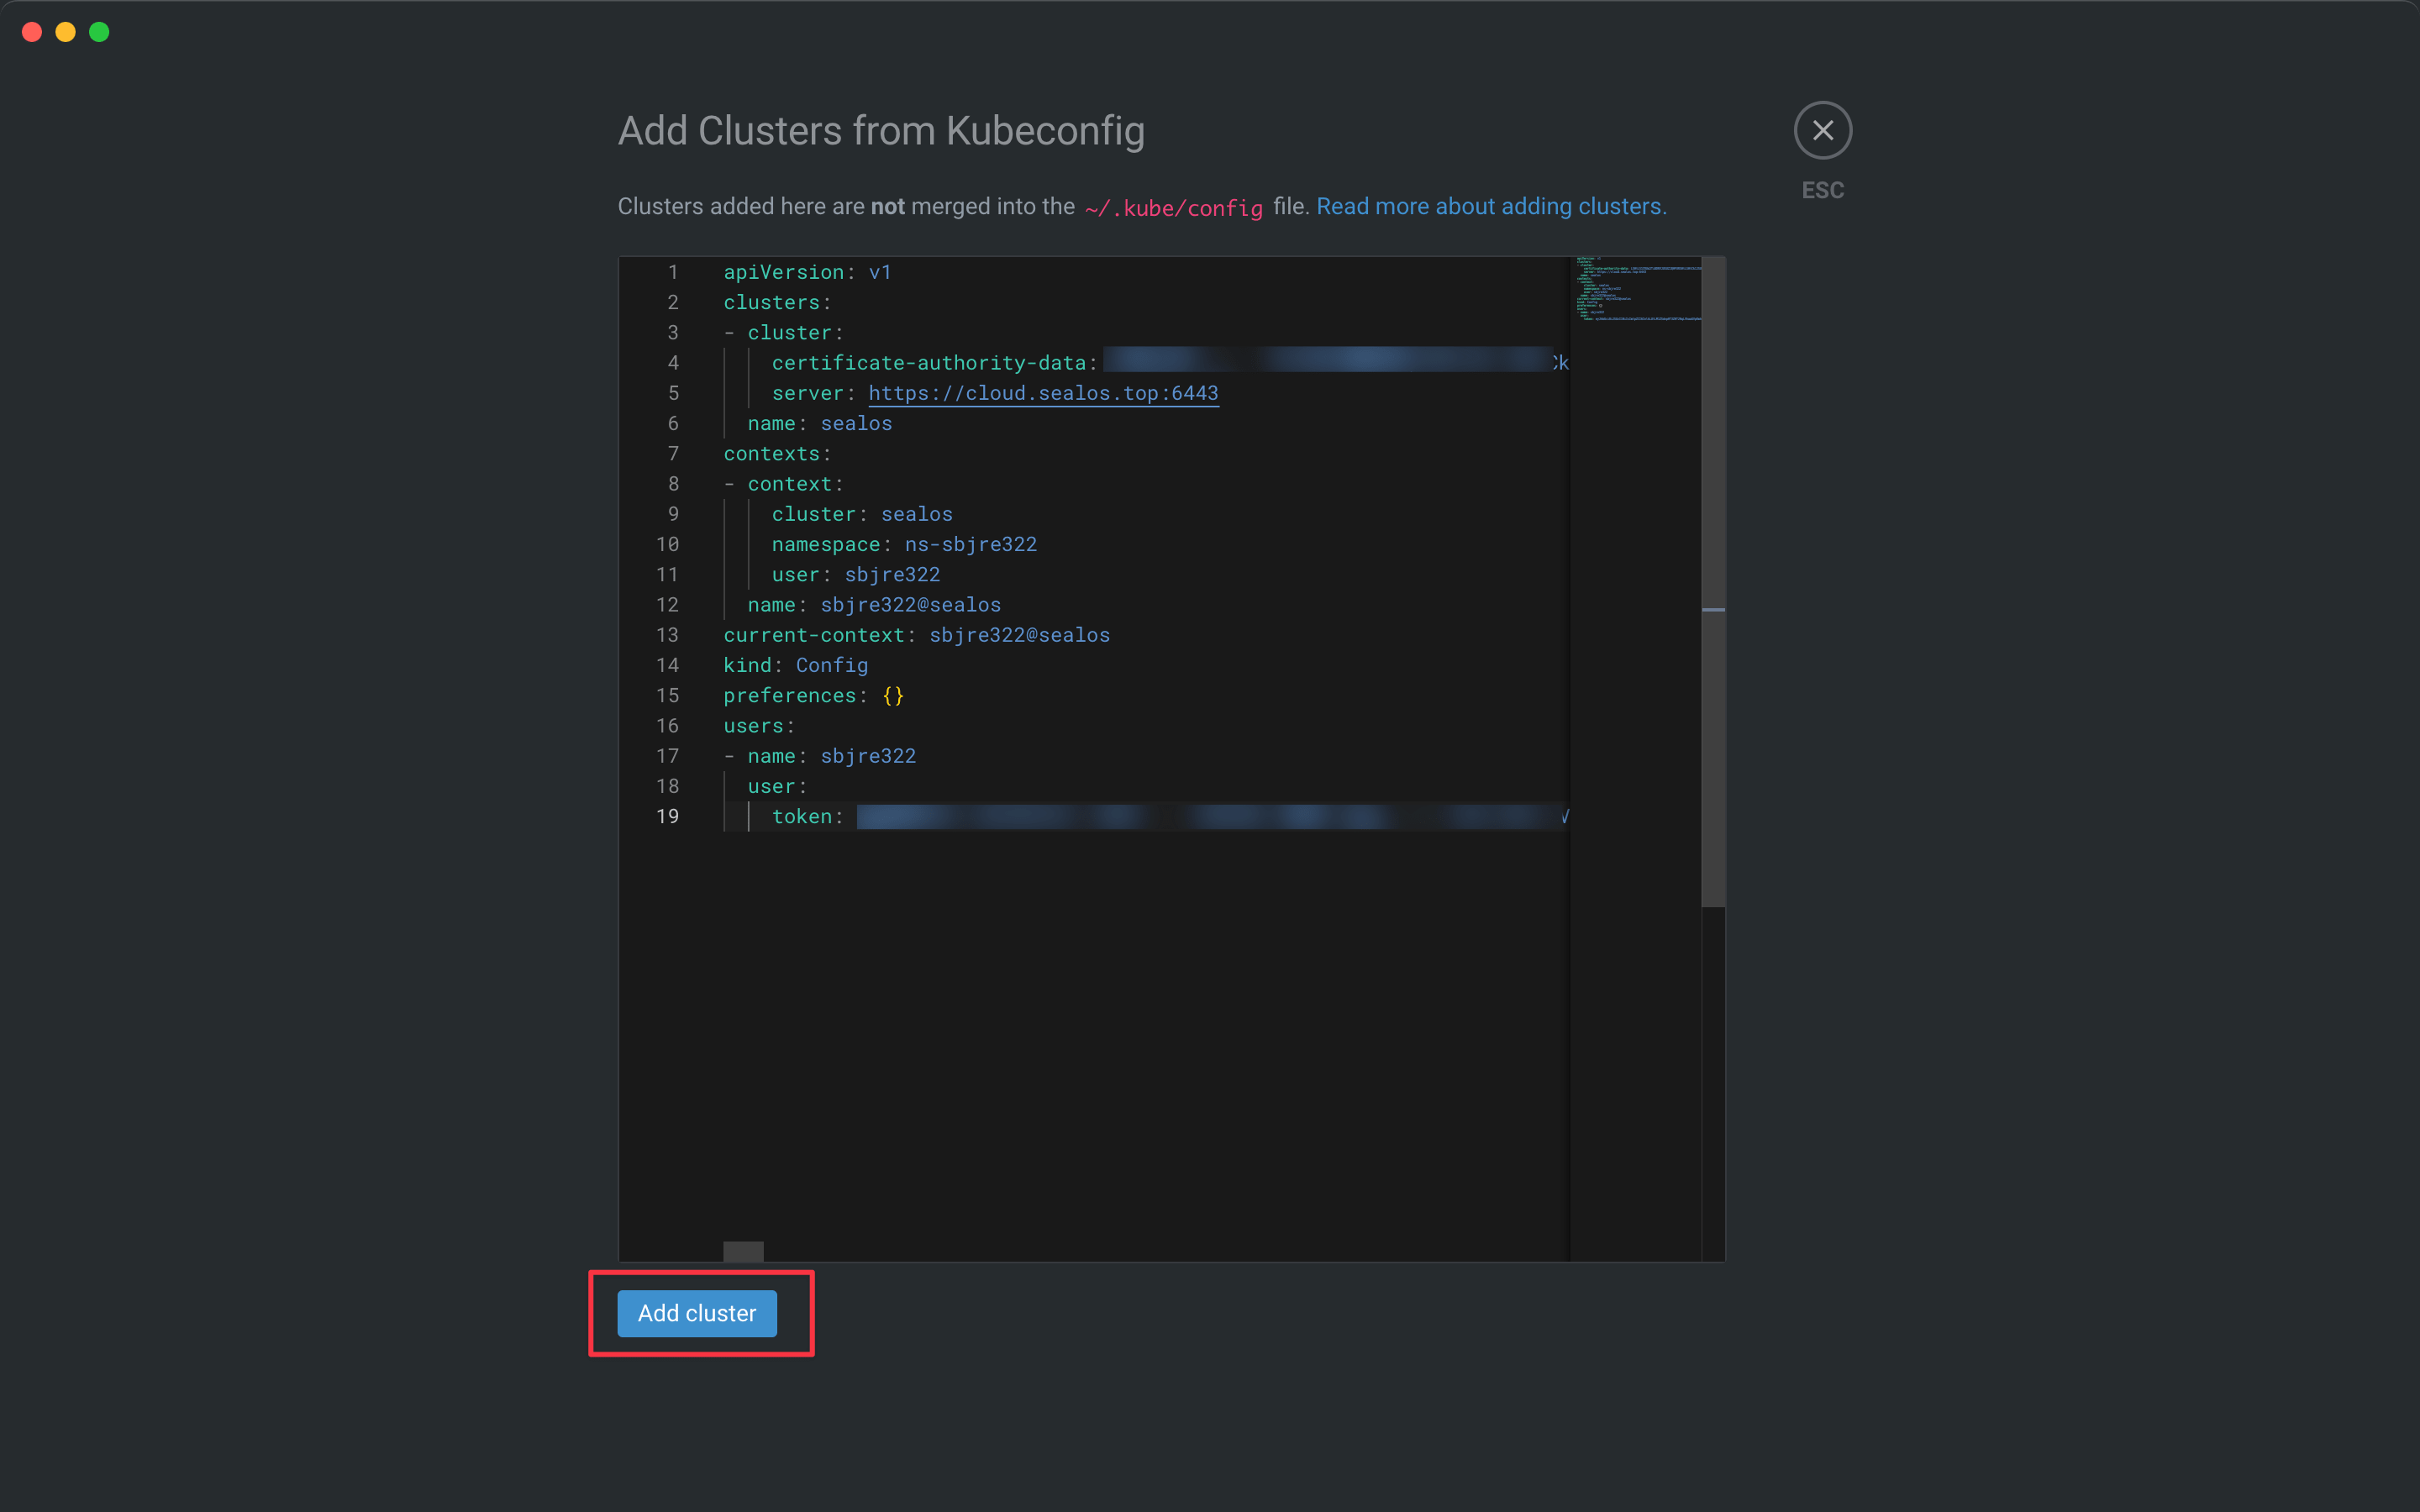 Add Clusters from Kubeconfig
ESC
Clusters added here are not merged into the ~/.kube/config file. Read more about adding clusters.
1 apiVersion: v1
2 clusters:
3 - cluster:
4 certificate-authority-data:
5 server: https://cloud.sealos.top:6443
6 name: sealos
7 contexts:
8 - context:
9 cluster: sealos
10 namespace: ns-sbjre322
11 user: sbjre322
12 name: sbjre322@sealos
13 current-context: sbjre322@sealos
14 kind: Config
15 preferences: {}
16 users:
17 - name: sbjre322
18 user:
19 token:
Add cluster